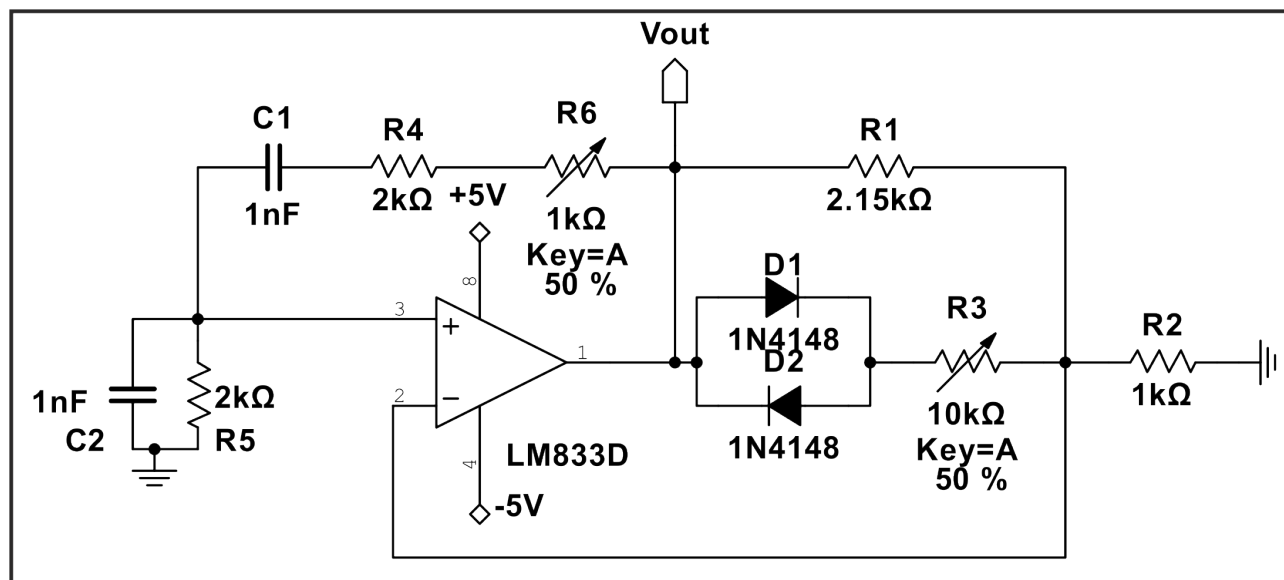 Vout
C1
1nF
R4
2kΩ
R6
1kΩ
Key=A
50 %
R1
2.15kΩ
+5V
8
3
+
2
−
1
4
-5V
LM833D
D1
1N4148
D2
1N4148
R3
10kΩ
Key=A
50 %
R2
1kΩ
1nF
C2
2kΩ
R5